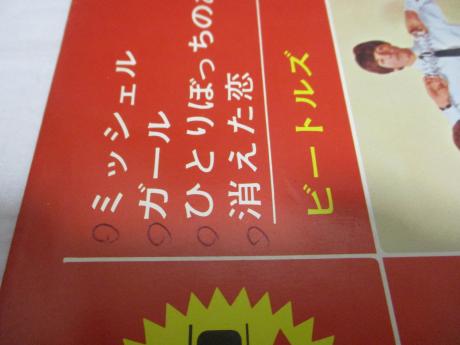 ミッシェル
ガール
ひとりぼっちの
消えた恋
ビートルズ